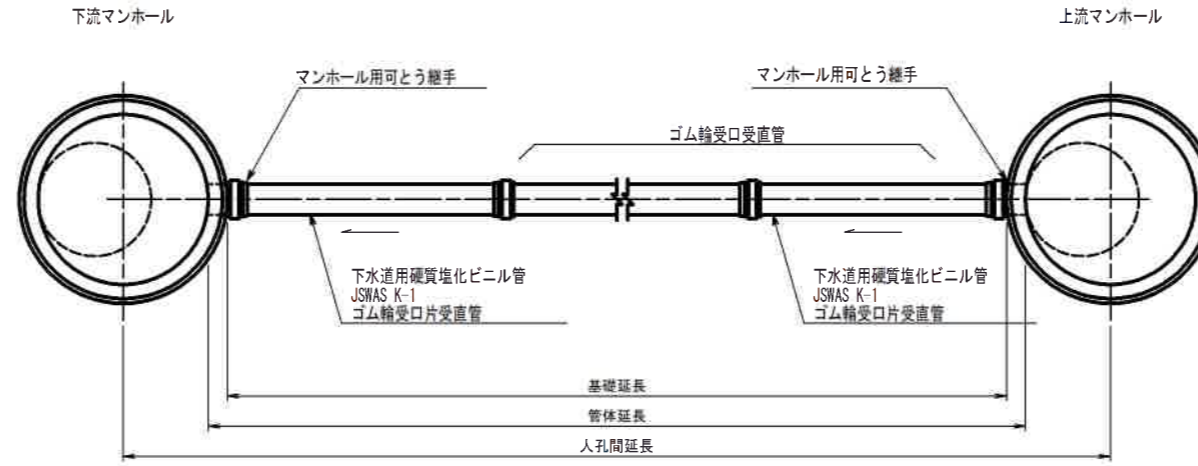 下流マンホール
上流マンホール
マンホール用可とう継手
マンホール用可とう継手
ゴム輪受口受直管
下水道用硬質塩化ビニル管
JSWAS K-1
ゴム輪受口片受直管
下水道用硬質塩化ビニル管
JSWAS K-1
ゴム輪受口片受直管
基礎延長
管体延長
人孔間延長